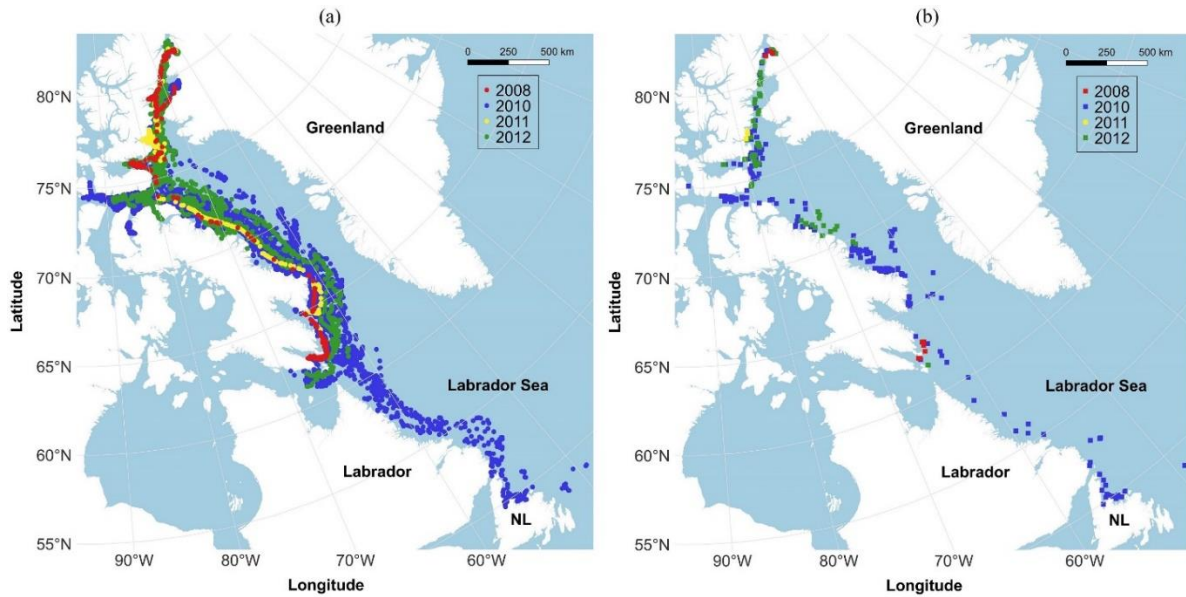 (a)
0 250 500 km
2008
2010
2011
2012
80°N
75°N
70°N
65°N
60°N
55°N
Latitude
Greenland
Labrador Sea
Labrador
NL
90°W 80°W 70°W 60°W
Longitude
(b)
0 250 500 km
2008
2010
2011
2012
80°N
75°N
70°N
65°N
60°N
55°N
Latitude
Greenland
Labrador Sea
Labrador
NL
90°W 80°W 70°W 60°W
Longitude